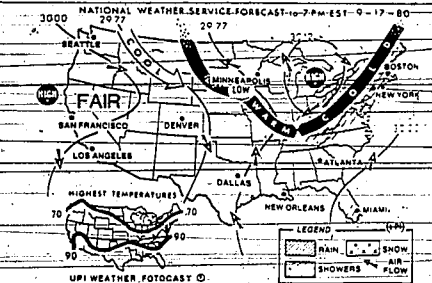 NATIONAL WEATHER SERVICE FORECAST to 7 PM EST 9-17-80
30.00
29.77
29.77
SEATTLE
COOL
COLD
BOSTON
MINNEAPOLIS
HIGH
LOW
NEW YORK
HIGH
FAIR
WARM
SAN FRANCISCO
DENVER
LOS ANGELES
ATLANTA
DALLAS
HIGHEST TEMPERATURES
NEW ORLEANS
MIAMI
70
70
90
90
LEGEND
RAIN
SNOW
SHOWERS
AIR FLOW
UPI WEATHER FOTOCAST ©